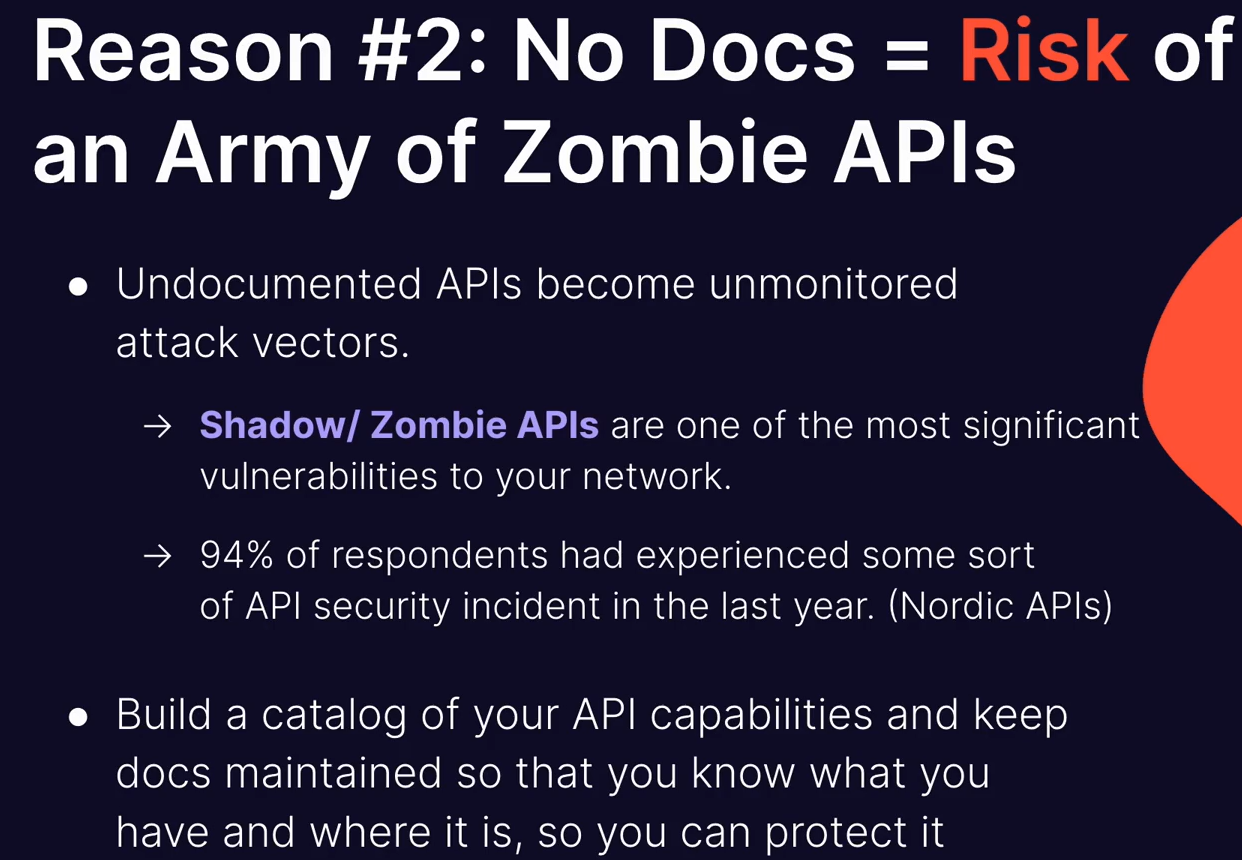 Reason #2: No Docs = Risk of
an Army of Zombie APIs
● Undocumented APIs become unmonitored
attack vectors.
→ Shadow/ Zombie APIs are one of the most significant
vulnerabilities to your network.
→ 94% of respondents had experienced some sort
of API security incident in the last year. (Nordic APIs)
● Build a catalog of your API capabilities and keep
docs maintained so that you know what you
have and where it is, so you can protect it